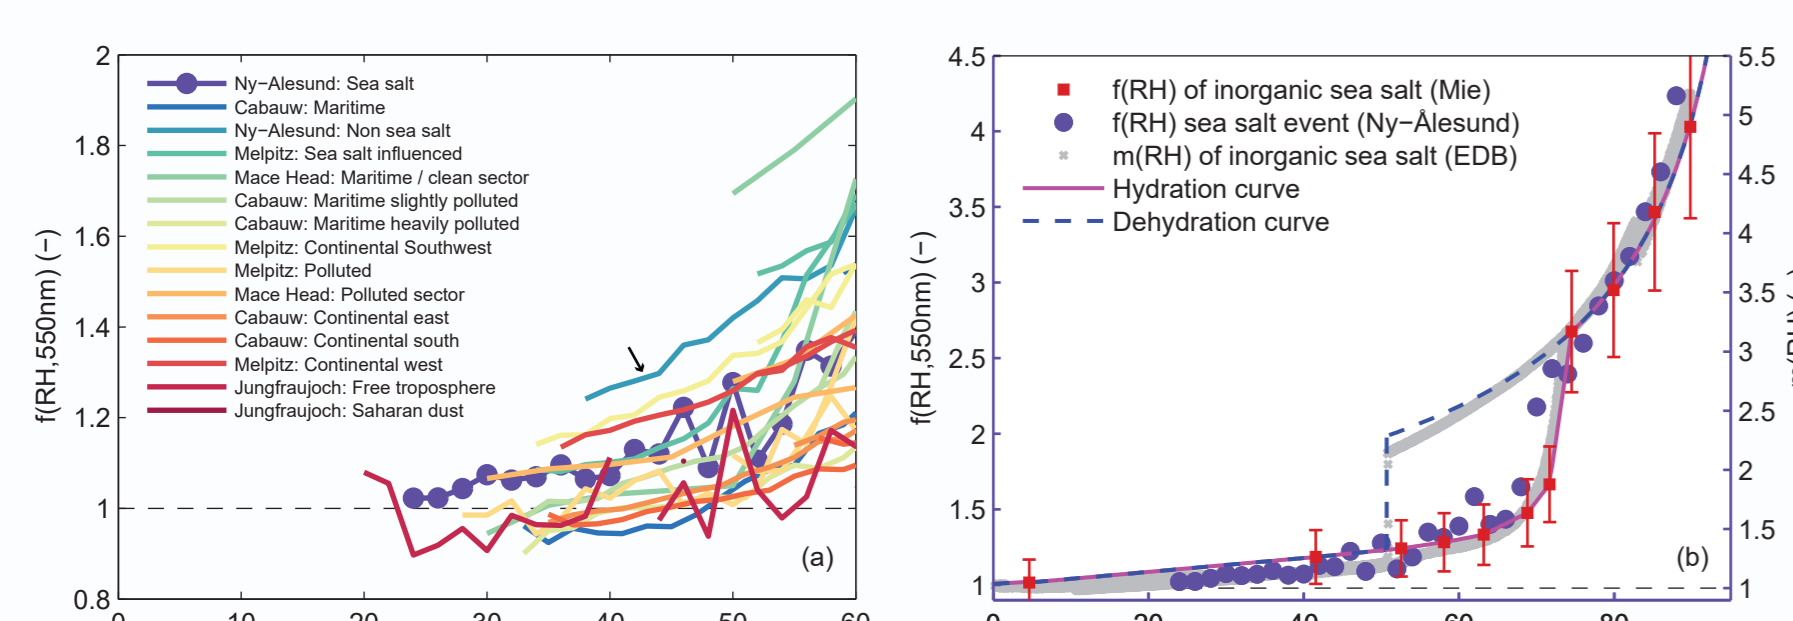 2
1.8
1.6
1.4
1.2
1
0.8
f(RH,550nm) (−)
Ny−Alesund: Sea salt
Cabauw: Maritime
Ny−Alesund: Non sea salt
Melpitz: Sea salt influenced
Mace Head: Maritime / clean sector
Cabauw: Maritime slightly polluted
Cabauw: Maritime heavily polluted
Melpitz: Continental Southwest
Melpitz: Polluted
Mace Head: Polluted sector
Cabauw: Continental east
Cabauw: Continental south
Melpitz: Continental west
Jungfraujoch: Free troposphere
Jungfraujoch: Saharan dust
(a)
0 10 20 30 40 50 60
4.5
4
3.5
3
2.5
2
1.5
1
f(RH,550nm) (−)
f(RH) of inorganic sea salt (Mie)
f(RH) sea salt event (Ny−Ålesund)
m(RH) of inorganic sea salt (EDB)
Hydration curve
Dehydration curve
(b)
0 20 40 60 80
5.5
5
4.5
4
3.5
3
2.5
2
1.5
1